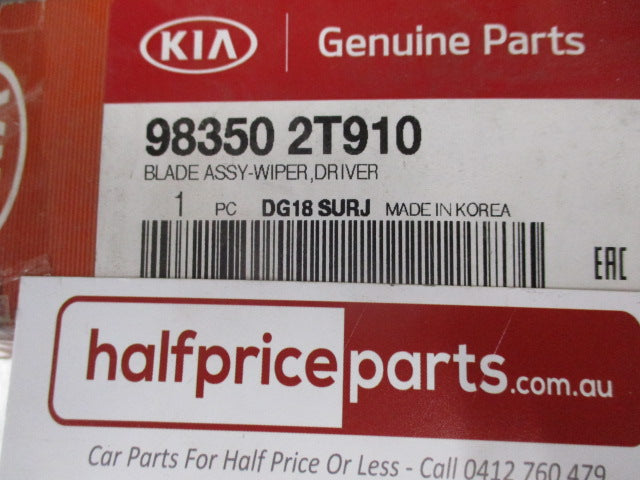 KIA Genuine Parts
98350 2T910
BLADE ASSY-WIPER,DRIVER
1 PC DG18 SURJ MADE IN KOREA
EAC
halfpriceparts.com.au
Car Parts For Half Price Or Less - Call 0412 760 479